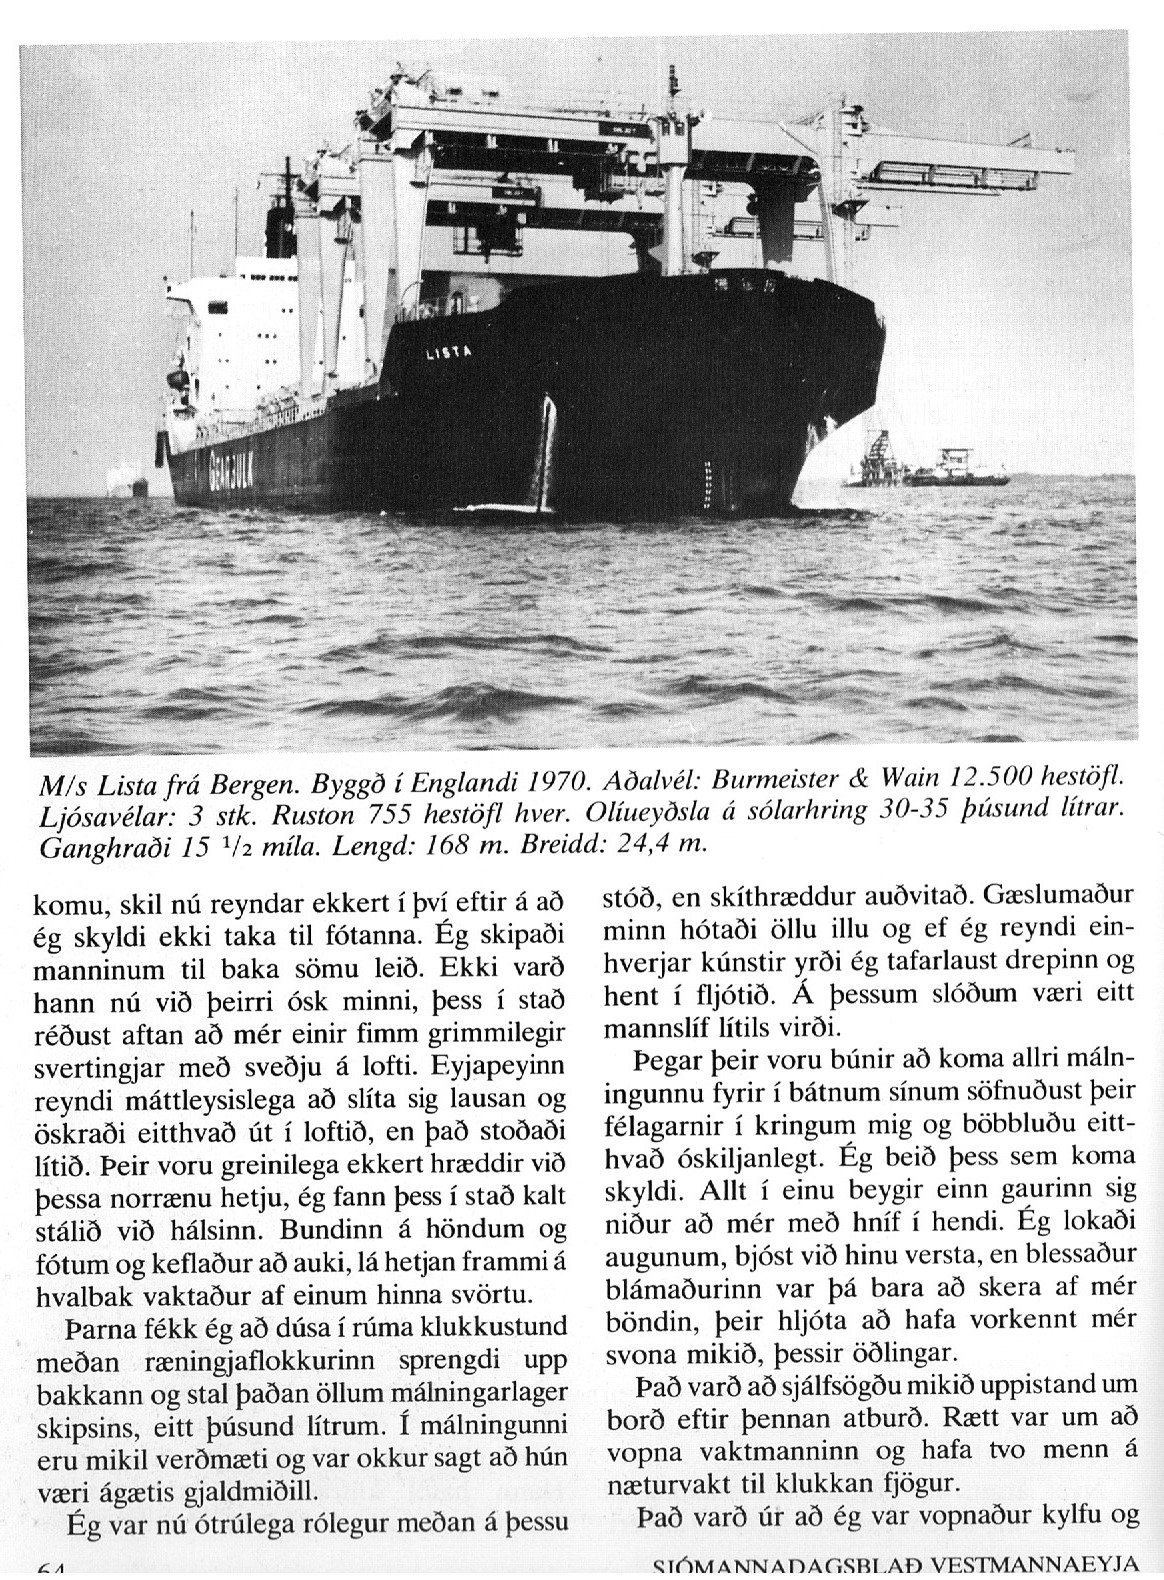 LISTA
GEARBULK
M/s Lista frá Bergen. Byggð í Englandi 1970. Aðalvél: Burmeister & Wain 12.500 hestöfl.
Ljósavélar: 3 stk. Ruston 755 hestöfl hver. Olíueyðsla á sólarhring 30-35 þúsund lítrar.
Ganghraði 15 1/2 míla. Lengd: 168 m. Breidd: 24,4 m.
komu, skil nú reyndar ekkert í því eftir á að
ég skyldi ekki taka til fótanna. Ég skipaði
manninum til baka sömu leið. Ekki varð
hann nú við þeirri ósk minni, þess í stað
réðust aftan að mér einir fimm grimmilegir
svertingjar með sveðju á lofti. Eyjapeyinn
reyndi máttleysislega að slíta sig lausan og
öskraði eitthvað út í loftið, en það stoðaði
lítið. Þeir voru greinilega ekkert hræddir við
þessa norrænu hetju, ég fann þess í stað kalt
stálið við hálsinn. Bundinn á höndum og
fótum og keflaður að auki, lá hetjan frammi á
hvalbak vaktaður af einum hinna svörtu.
Þarna fékk ég að dúsa í rúma klukkustund
meðan ræningjaflokkurinn sprengdi upp
bakkann og stal þaðan öllum málningarlager
skipsins, eitt þúsund lítrum. Í málningunni
eru mikil verðmæti og var okkur sagt að hún
væri ágætis gjaldmiðill.
Ég var nú ótrúlega rólegur meðan á þessu
stóð, en skíthræddur auðvitað. Gæslumaður
minn hótaði öllu illu og ef ég reyndi ein-
hverjar kúnstir yrði ég tafarlaust drepinn og
hent í fljótið. Á þessum slóðum væri eitt
mannslíf lítils virði.
Þegar þeir voru búnir að koma allri máln-
ingunnu fyrir í bátnum sínum söfnuðust þeir
félagarnir í kringum mig og böbbluðu eitt-
hvað óskiljanlegt. Ég beið þess sem koma
skyldi. Allt í einu beygir einn gaurinn sig
niður að mér með hníf í hendi. Ég lokaði
augunum, bjóst við hinu versta, en blessaður
blámaðurinn var þá bara að skera af mér
böndin, þeir hljóta að hafa vorkennt mér
svona mikið, þessir öðlingar.
Það varð að sjálfsögðu mikið uppistand um
borð eftir þennan atburð. Rætt var um að
vopna vaktmanninn og hafa tvo menn á
næturvakt til klukkan fjögur.
Það varð úr að ég var vopnaður kylfu og
64
SJÓMANNADAGSBLAÐ VESTMANNAEYJA